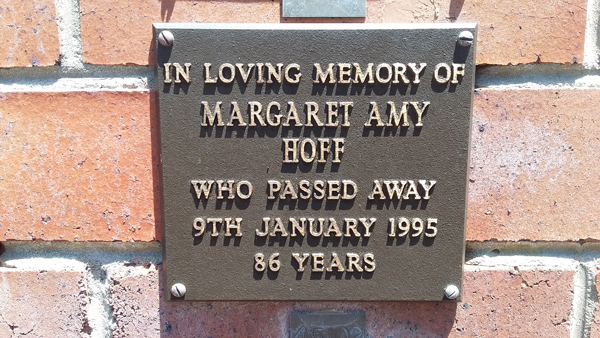 IN LOVING MEMORY OF
MARGARET AMY
HOFF
WHO PASSED AWAY
9TH JANUARY 1995
86 YEARS